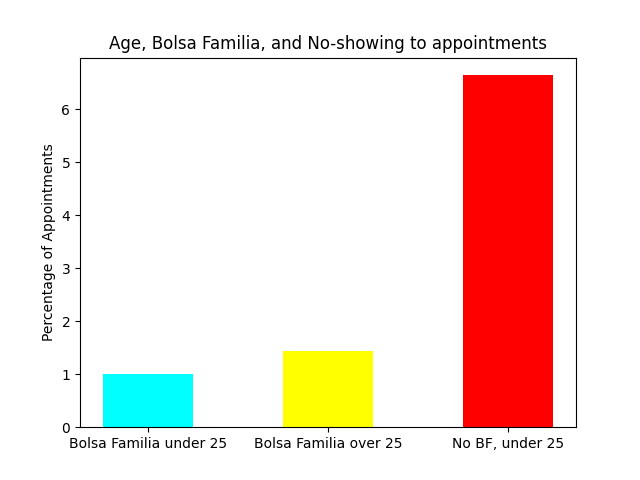 Age, Bolsa Familia, and No-showing to appointments
Percentage of Appointments
6
5
4
3
2
1
0
Bolsa Familia under 25
Bolsa Familia over 25
No BF, under 25